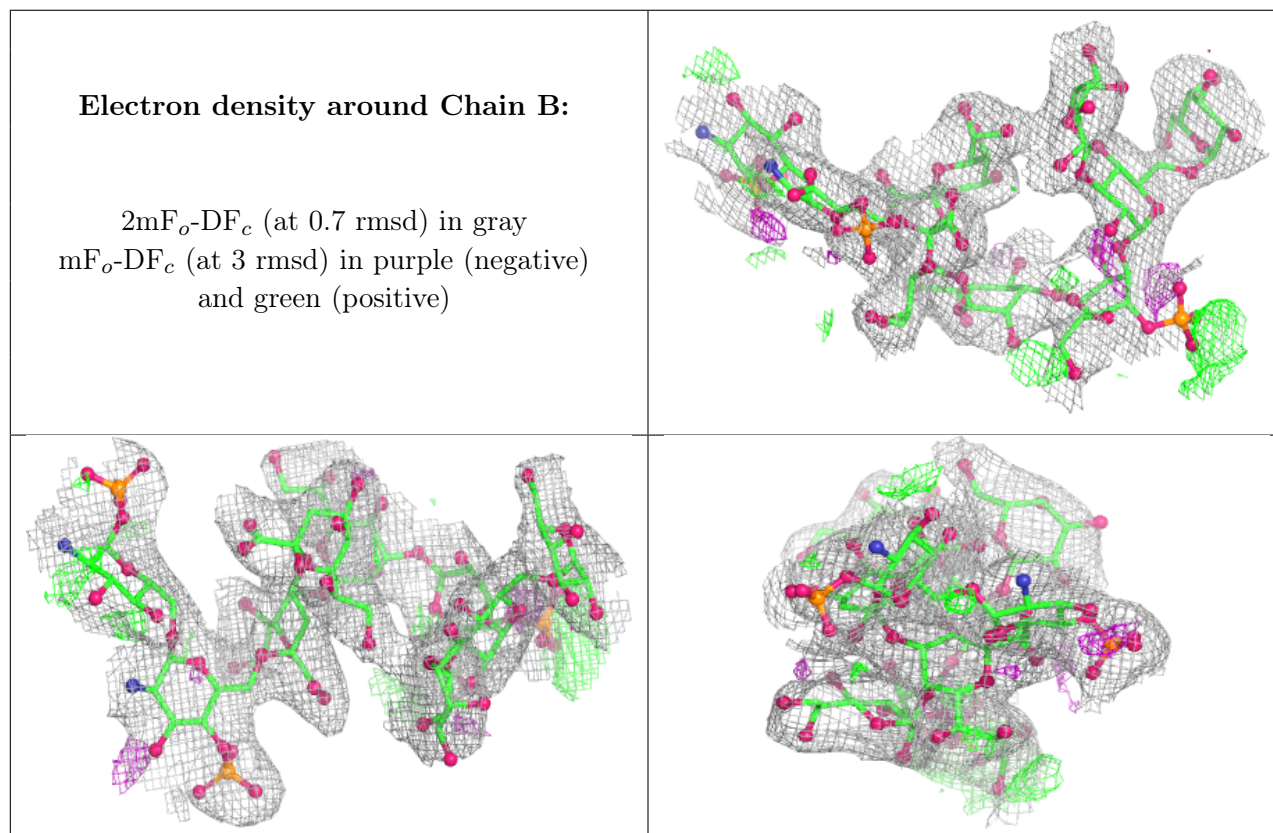 Electron density around Chain B:
2mFo-DFc (at 0.7 rmsd) in gray
mFo-DFc (at 3 rmsd) in purple (negative)
and green (positive)